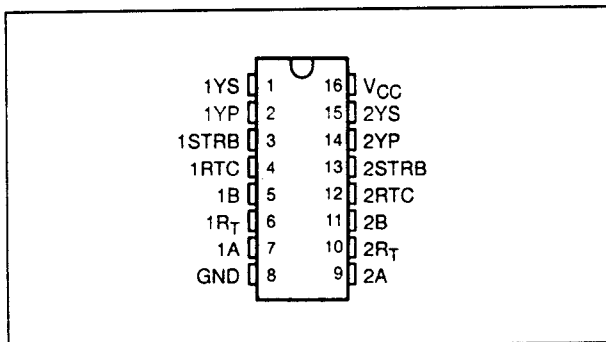 1YS 1 16 VCC
1YP 2 15 2YS
1STRB 3 14 2YP
1RTC 4 13 2STRB
1B 5 12 2RTC
1RT 6 11 2B
1A 7 10 2RT
GND 8 9 2A